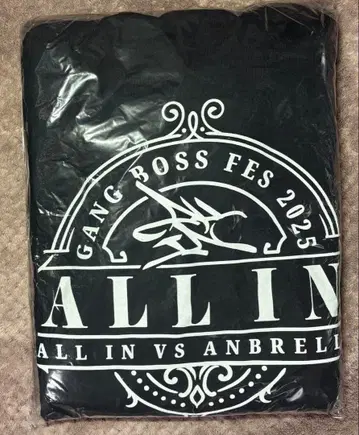 GANG BOSS FES 2025
ALL IN
ALL IN VS ANBRELL